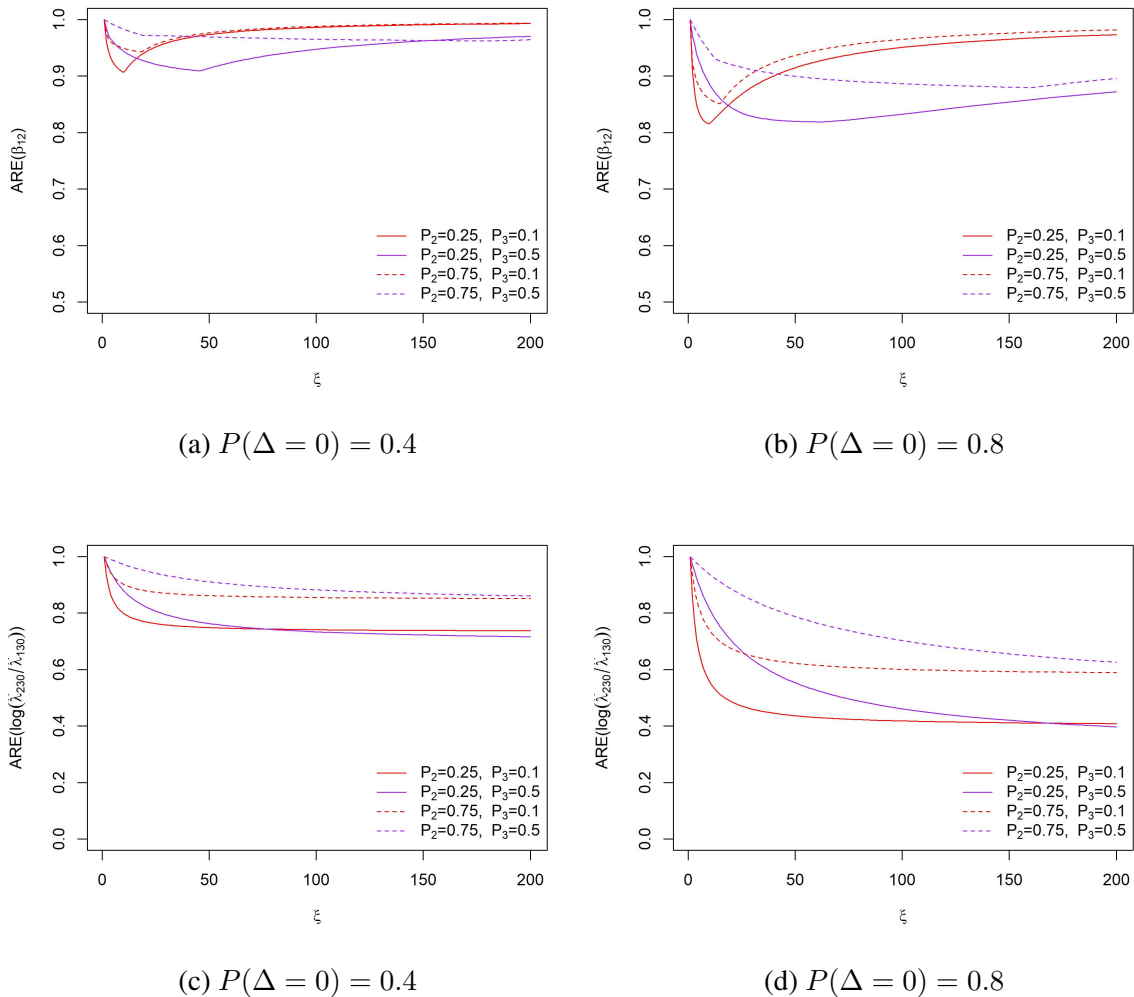 1.0
0.9
0.8
0.7
0.6
0.5
ARE(β₁₂)
P₂=0.25, P₃=0.1
P₂=0.25, P₃=0.5
P₂=0.75, P₃=0.1
P₂=0.75, P₃=0.5
0 50 100 150 200
ξ
(a) P(Δ = 0) = 0.4
1.0
0.9
0.8
0.7
0.6
0.5
ARE(β₁₂)
P₂=0.25, P₃=0.1
P₂=0.25, P₃=0.5
P₂=0.75, P₃=0.1
P₂=0.75, P₃=0.5
0 50 100 150 200
ξ
(b) P(Δ = 0) = 0.8
1.0
0.8
0.6
0.4
0.2
0.0
ARE(log(λ₂₃₀/λ₁₃₀))
P₂=0.25, P₃=0.1
P₂=0.25, P₃=0.5
P₂=0.75, P₃=0.1
P₂=0.75, P₃=0.5
0 50 100 150 200
ξ
(c) P(Δ = 0) = 0.4
1.0
0.8
0.6
0.4
0.2
0.0
ARE(log(λ₂₃₀/λ₁₃₀))
P₂=0.25, P₃=0.1
P₂=0.25, P₃=0.5
P₂=0.75, P₃=0.1
P₂=0.75, P₃=0.5
0 50 100 150 200
ξ
(d) P(Δ = 0) = 0.8